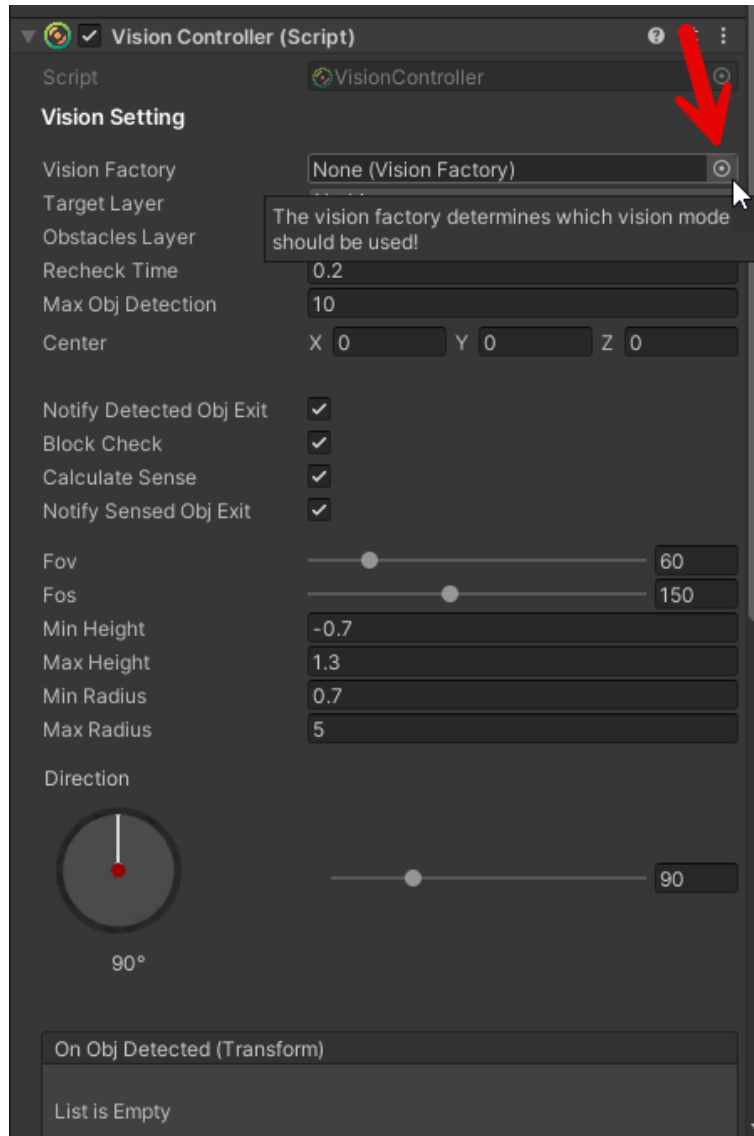 Vision Controller (Script)
Script VisionController
Vision Setting
Vision Factory None (Vision Factory)
Target Layer
The vision factory determines which vision mode
should be used!
Obstacles Layer
Recheck Time 0.2
Max Obj Detection 10
Center X 0 Y 0 Z 0
Notify Detected Obj Exit
Block Check
Calculate Sense
Notify Sensed Obj Exit
Fov 60
Fos 150
Min Height -0.7
Max Height 1.3
Min Radius 0.7
Max Radius 5
Direction
90
90°
On Obj Detected (Transform)
List is Empty